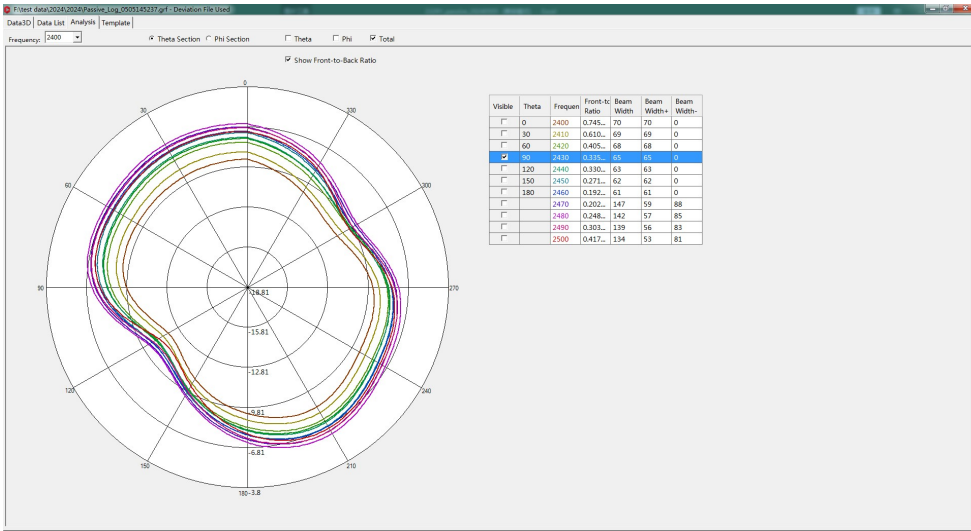 F:\test data\2024\2024\Passive_Log_0505145237.grf - Deviation File Used
Data3D Data List Analysis Template
Frequency: 2400 Theta Section Phi Section Theta Phi Total
Show Front-to-Back Ratio
0
30 330
60 300
90 270
120 240
150 210
180
-18.81
-15.81
-12.81
-9.81
-6.81
-3.8
Visible Theta Frequen Front-tc Ratio Beam Width Beam Width+ Beam Width-
0 2400 0.745... 70 70 0
30 2410 0.610... 69 69 0
60 2420 0.405... 68 68 0
90 2430 0.335... 65 65 0
120 2440 0.330... 63 63 0
150 2450 0.271... 62 62 0
180 2460 0.192... 61 61 0
2470 0.202... 147 59 88
2480 0.248... 142 57 85
2490 0.303... 139 56 83
2500 0.417... 134 53 81